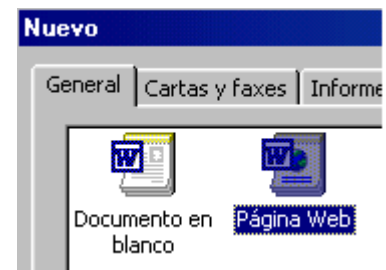 Nuevo
General Cartas y faxes Informe
Documento en Página Web
blanco